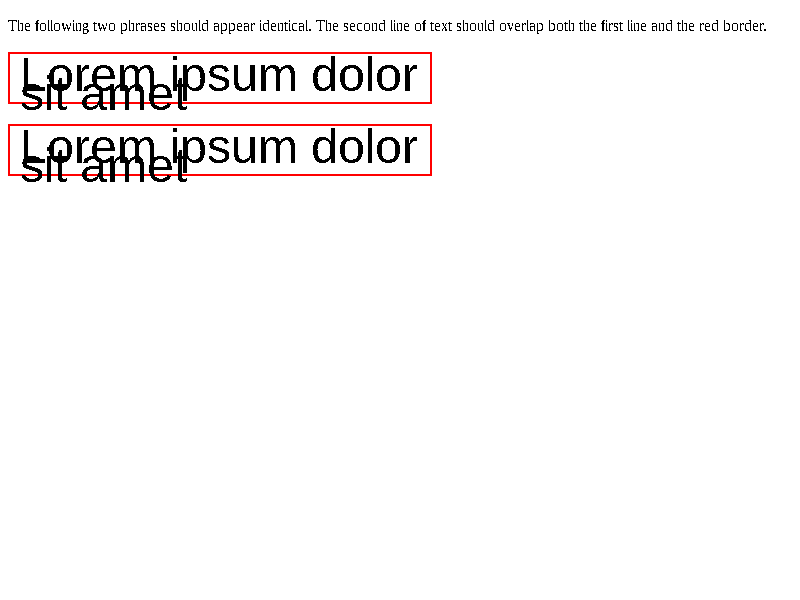 The following two phrases should appear identical. The second line of text should overlap both the first line and the red border.
Lorem ipsum dolor
sit amet
Lorem ipsum dolor
sit amet